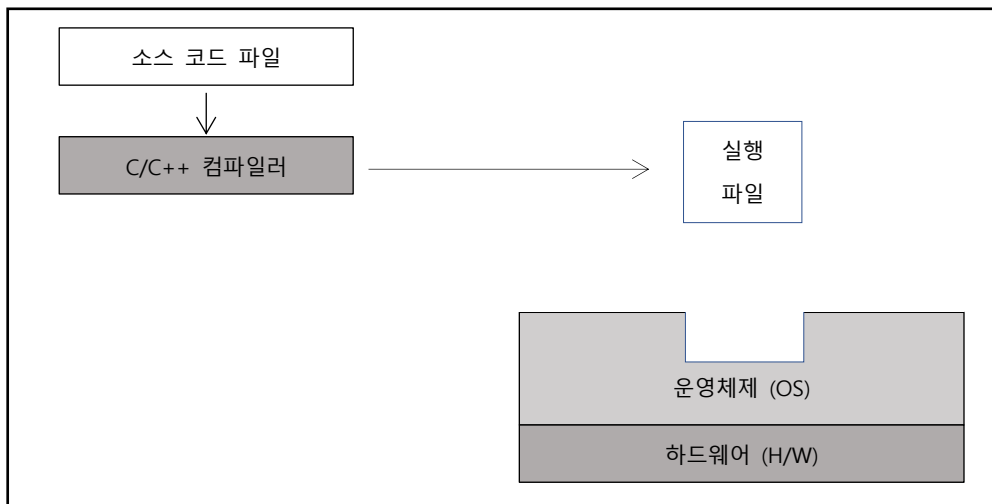 소스 코드 파일
C/C++ 컴파일러
실행
파일
운영체제 (OS)
하드웨어 (H/W)